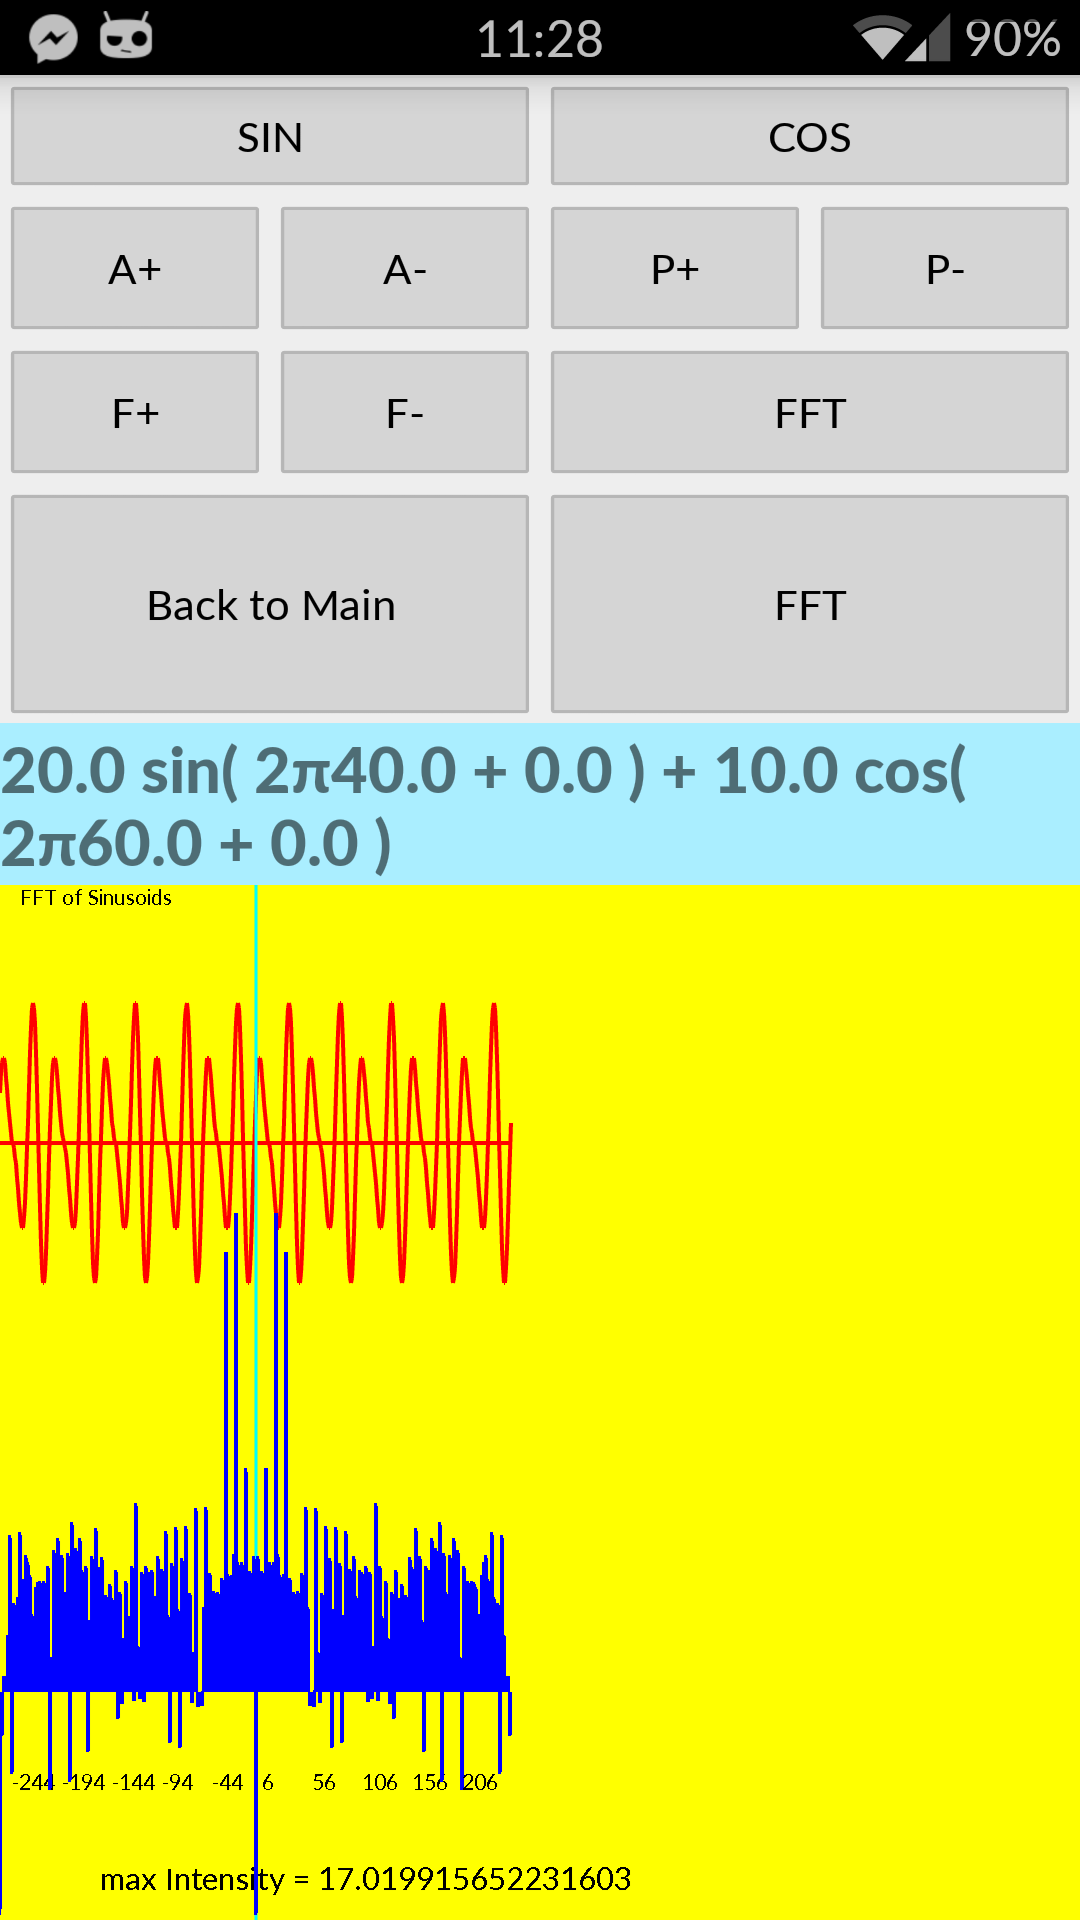 11:28 90%
SIN COS
A+ A- P+ P-
F+ F- FFT
Back to Main FFT
20.0 sin( 2π40.0 + 0.0 ) + 10.0 cos(
2π60.0 + 0.0 )
FFT of Sinusoids
-244 -194 -144 -94 -44 6 56 106 156 206
max Intensity = 17.019915652231603